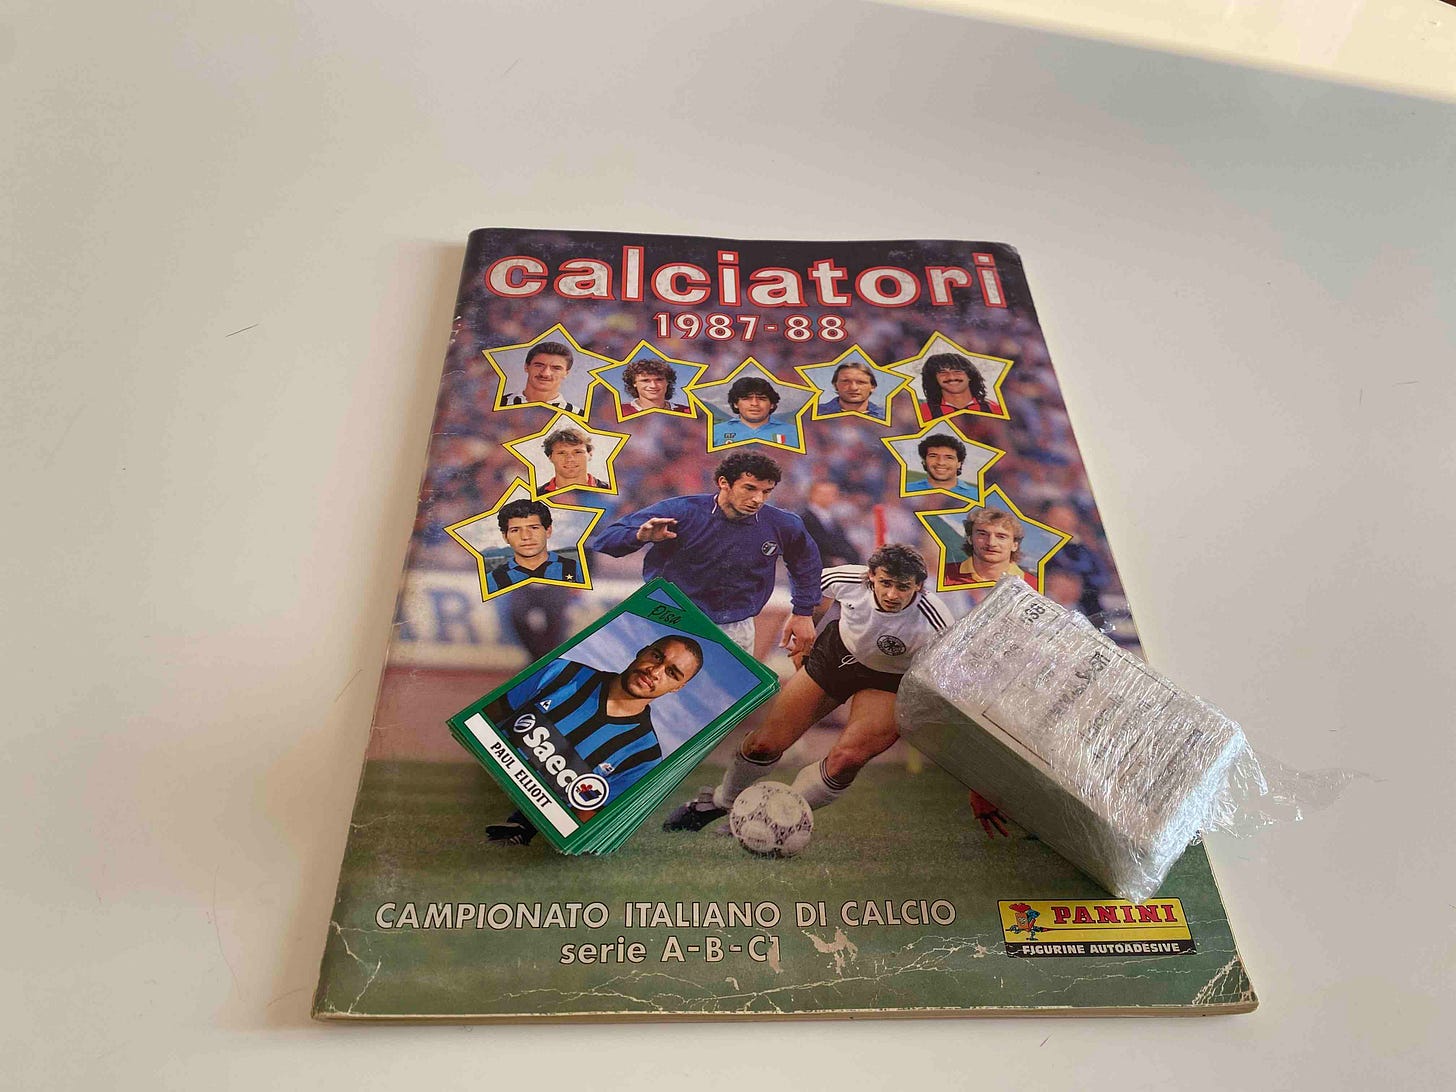 calciatori
1987-88
Pisa
Saeco
PAUL ELLIOTT
CAMPIONATO ITALIANO DI CALCIO
serie A-B-C1
PANINI
FIGURINE AUTOADESIVE